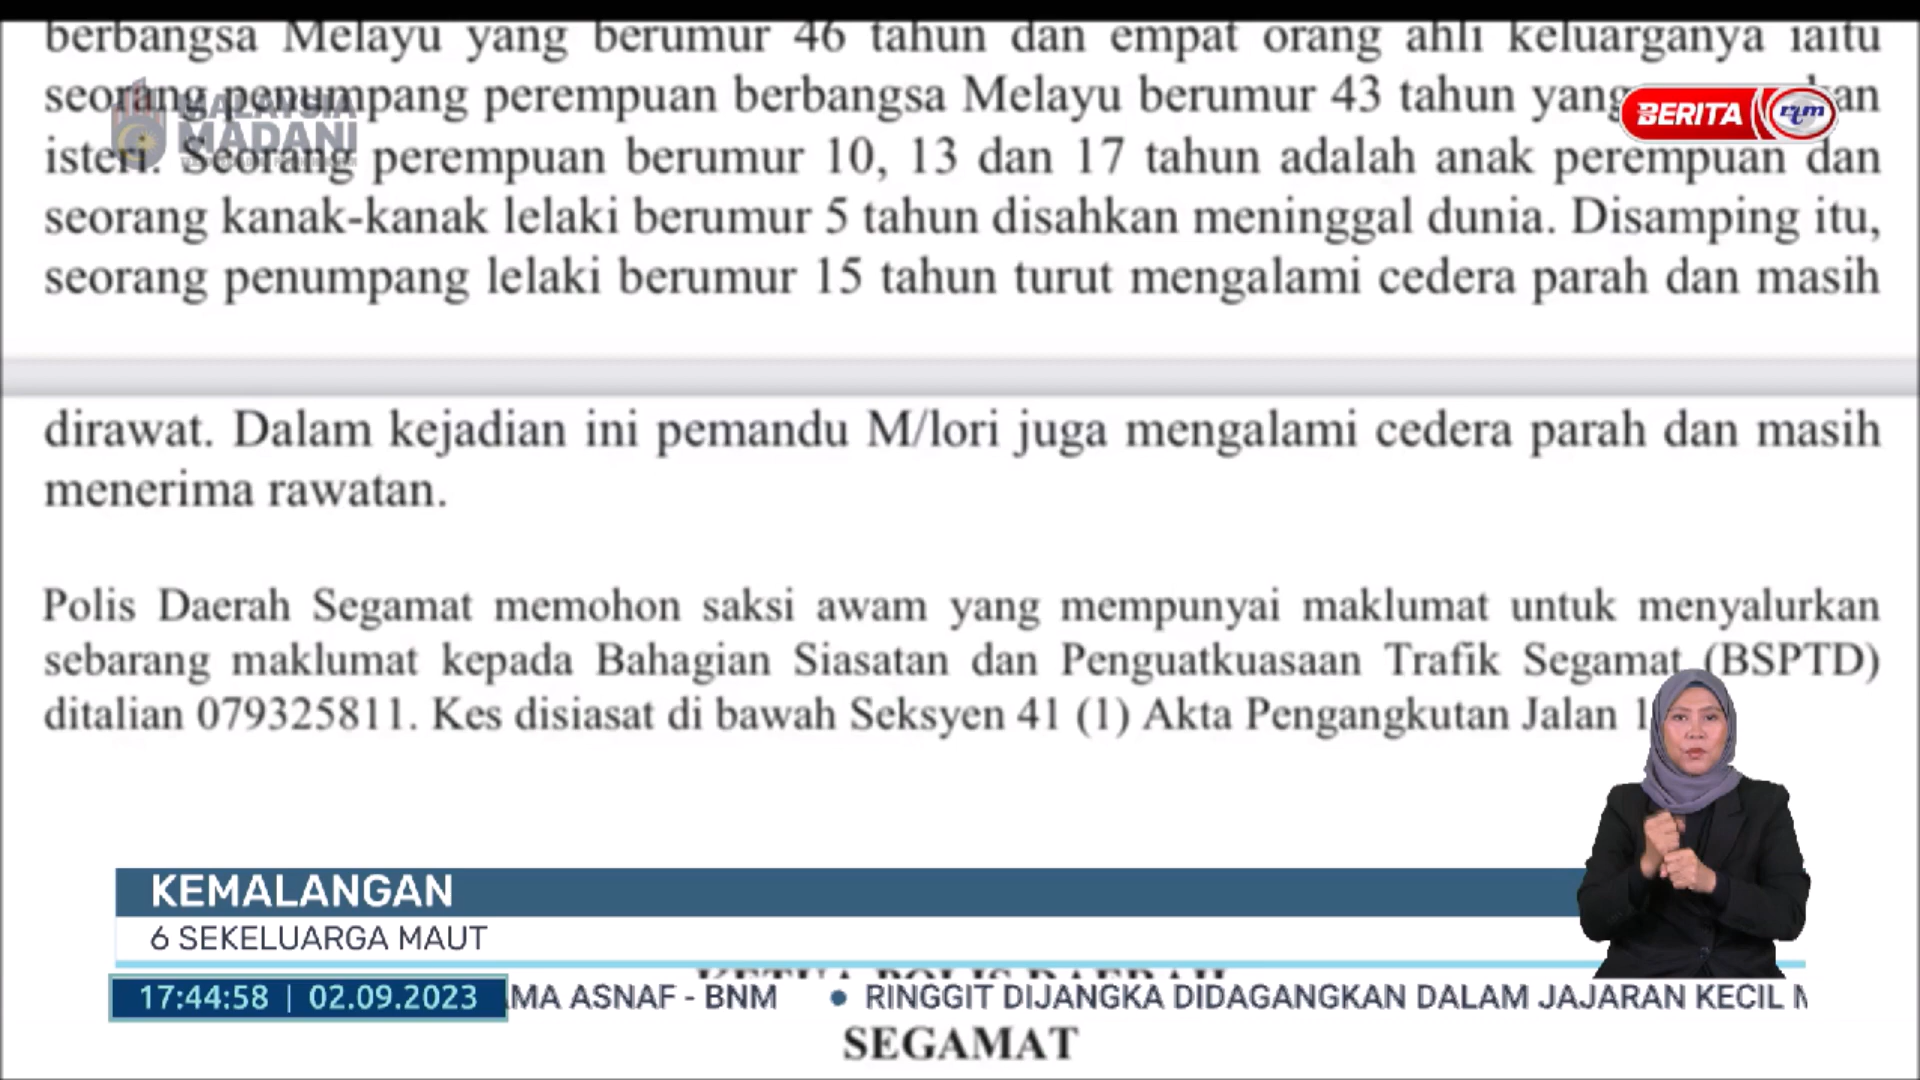 berbangsa Melayu yang berumur 46 tahun dan empat orang ahli keluarganya iaitu
seorang penumpang perempuan berbangsa Melayu berumur 43 tahun yang
isteri. Seorang perempuan berumur 10, 13 dan 17 tahun adalah anak perempuan dan
seorang kanak-kanak lelaki berumur 5 tahun disahkan meninggal dunia. Disamping itu,
seorang penumpang lelaki berumur 15 tahun turut mengalami cedera parah dan masih
MALAYSIA
MADANI
BERITA rtm
dirawat. Dalam kejadian ini pemandu M/lori juga mengalami cedera parah dan masih
menerima rawatan.
Polis Daerah Segamat memohon saksi awam yang mempunyai maklumat untuk menyalurkan
sebarang maklumat kepada Bahagian Siasatan dan Penguatkuasaan Trafik Segamat (BSPTD)
ditalian 079325811. Kes disiasat di bawah Seksyen 41 (1) Akta Pengangkutan Jalan 1
KEMALANGAN
6 SEKELUARGA MAUT
17:44:58 | 02.09.2023 MA ASNAF - BNM • RINGGIT DIJANGKA DIDAGANGKAN DALAM JAJARAN KECIL
SEGAMAT